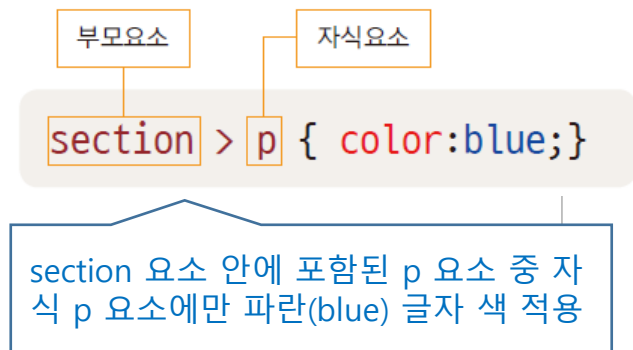 부모요소
자식요소
section > p { color:blue;}
section 요소 안에 포함된 p 요소 중 자
식 p 요소에만 파란(blue) 글자 색 적용